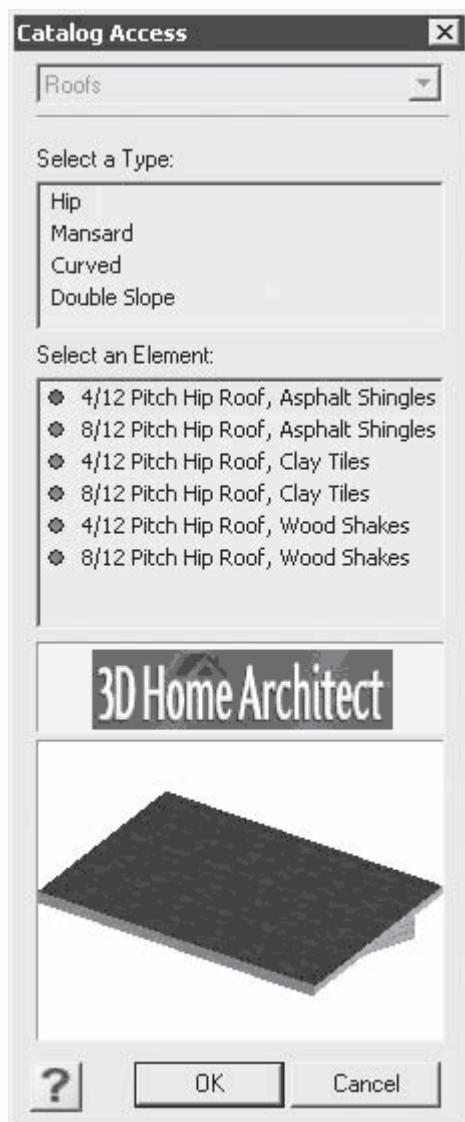 Catalog Access
Roofs
Select a Type:
Hip
Mansard
Curved
Double Slope
Select an Element:
4/12 Pitch Hip Roof, Asphalt Shingles
8/12 Pitch Hip Roof, Asphalt Shingles
4/12 Pitch Hip Roof, Clay Tiles
8/12 Pitch Hip Roof, Clay Tiles
4/12 Pitch Hip Roof, Wood Shakes
8/12 Pitch Hip Roof, Wood Shakes
3D Home Architect
?
OK
Cancel